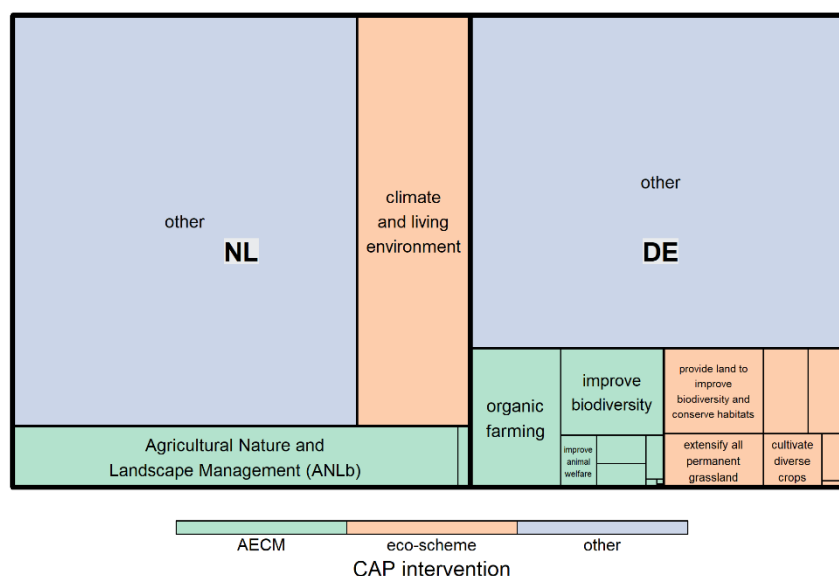 other
NL
climate
and living
environment
Agricultural Nature and
Landscape Management (ANLb)
other
DE
organic
farming
improve
biodiversity
improve
animal
welfare
provide land to
improve
biodiversity and
conserve habitats
extensify all
permanent
grassland
cultivate
diverse
crops
AECM
eco-scheme
other
CAP intervention